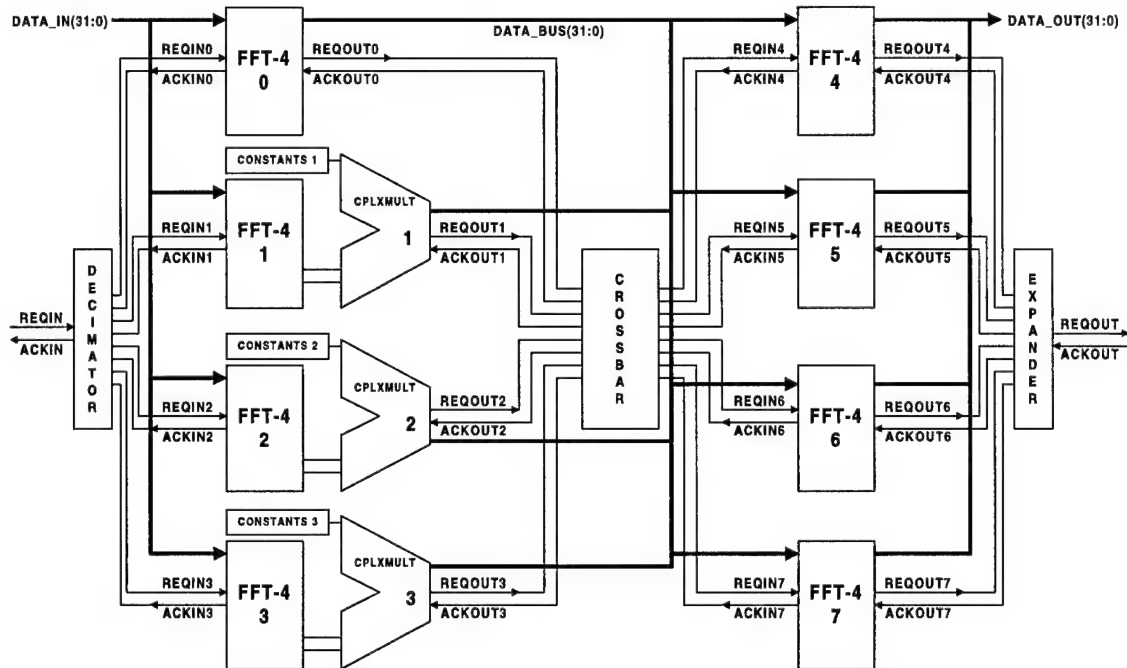 DATA_IN(31:0)
DATA_BUS(31:0)
DATA_OUT(31:0)
REQIN0
ACKIN0
FFT-4
0
REQOUT0
ACKOUT0
REQIN4
ACKIN4
FFT-4
4
REQOUT4
ACKOUT4
CONSTANTS 1
CPLXMULT
1
REQIN1
ACKIN1
FFT-4
1
REQOUT1
ACKOUT1
REQIN5
ACKIN5
FFT-4
5
REQOUT5
ACKOUT5
DECIMATOR
CROSSBAR
EXPANDER
REQIN
ACKIN
REQOUT
ACKOUT
CONSTANTS 2
CPLXMULT
2
REQIN2
ACKIN2
FFT-4
2
REQOUT2
ACKOUT2
REQIN6
ACKIN6
FFT-4
6
REQOUT6
ACKOUT6
CONSTANTS 3
CPLXMULT
3
REQIN3
ACKIN3
FFT-4
3
REQOUT3
ACKOUT3
REQIN7
ACKIN7
FFT-4
7
REQOUT7
ACKOUT7